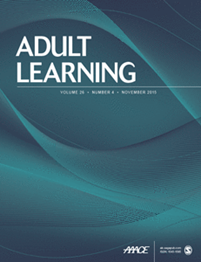 ADULT
LEARNING
VOLUME 26 • NUMBER 4 • NOVEMBER 2015
AAACE